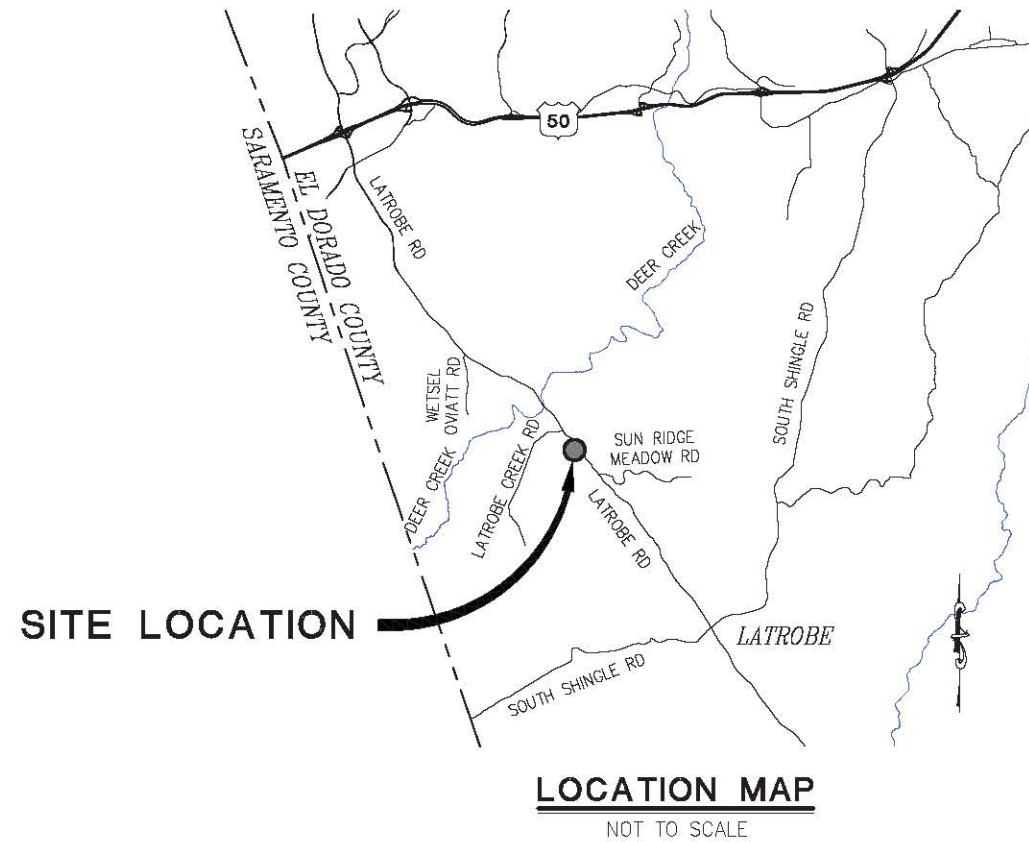 50
SARAMENTO COUNTY
EL DORADO COUNTY
LATROBE RD
DEER CREEK
SOUTH SHINGLE RD
WETSEL
OVIATT RD
DEER CREEK
LATROBE CREEK RD
SUN RIDGE
MEADOW RD
LATROBE RD
SITE LOCATION
LATROBE
SOUTH SHINGLE RD
LOCATION MAP
NOT TO SCALE